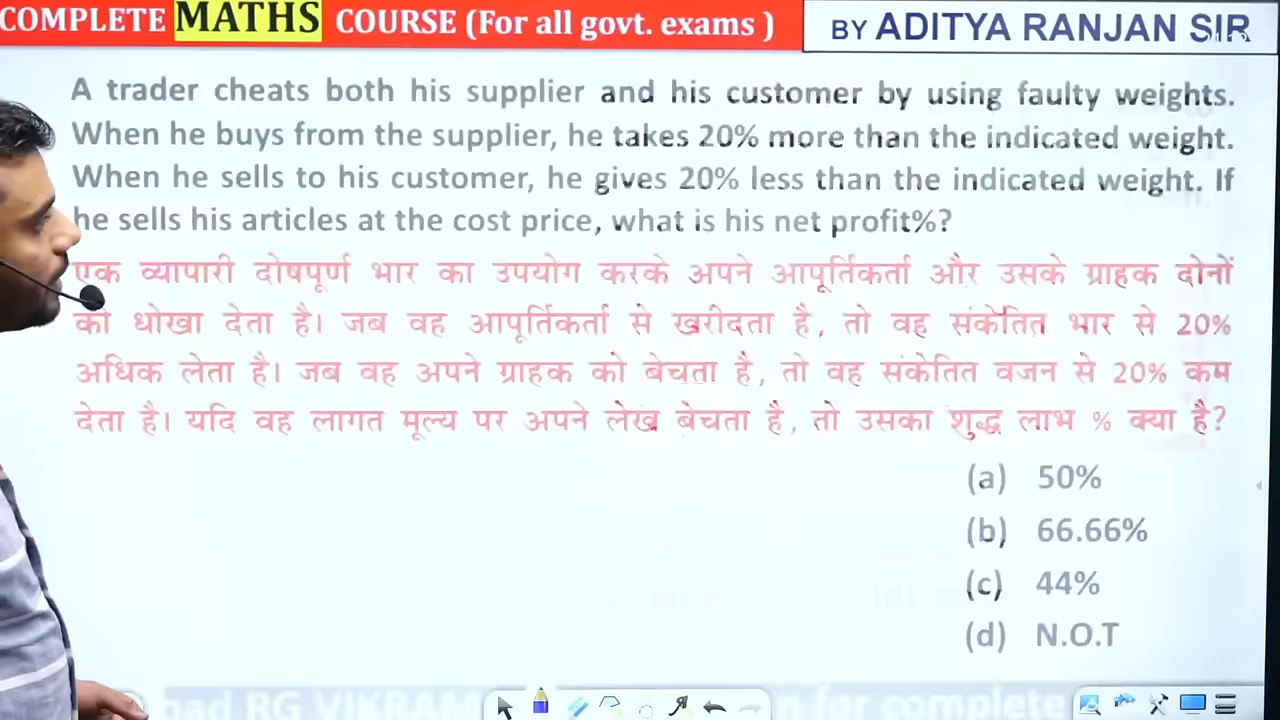 COMPLETE MATHS COURSE (For all govt. exams )
BY ADITYA RANJAN SIR
A trader cheats both his supplier and his customer by using faulty weights.
When he buys from the supplier, he takes 20% more than the indicated weight.
When he sells to his customer, he gives 20% less than the indicated weight. If
he sells his articles at the cost price, what is his net profit%?
एक व्यापारी दोषपूर्ण भार का उपयोग करके अपने आपूर्तिकर्ता और उसके ग्राहक दोनों
को धोखा देता है। जब वह आपूर्तिकर्ता से खरीदता है, तो वह संकेतित भार से 20%
अधिक लेता है। जब वह अपने ग्राहक को बेचता है, तो वह संकेतित वजन से 20% कम
देता है। यदि वह लागत मूल्य पर अपने लेख बेचता है, तो उसका शुद्ध लाभ % क्या है?
(a) 50%
(b) 66.66%
(c) 44%
(d) N.O.T
RG VIKRAM
for complete